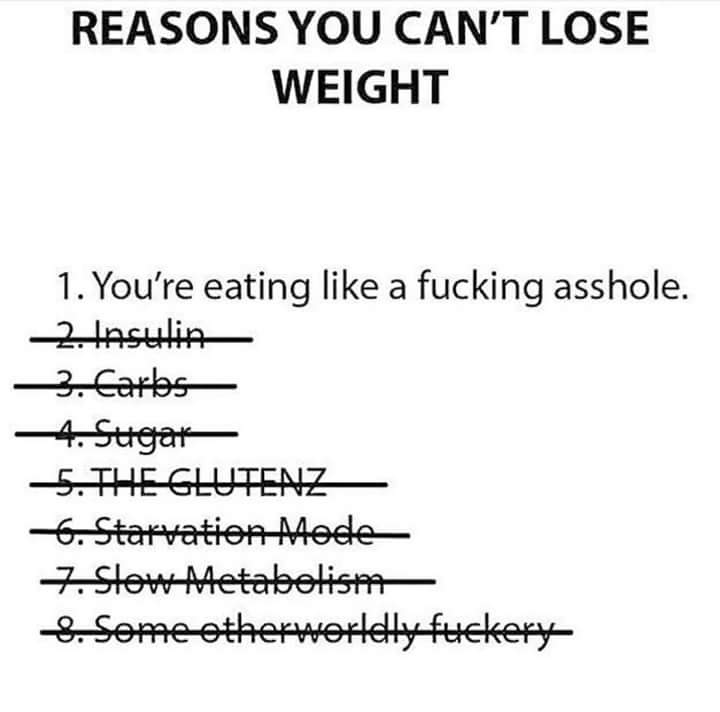 REASONS YOU CAN'T LOSE
WEIGHT
1. You're eating like a fucking asshole.
2. Insulin
3. Carbs
4. Sugar
5. THE GLUTENZ
6. Starvation Mode
7. Slow Metabolism
8. Some otherworldly fuckery